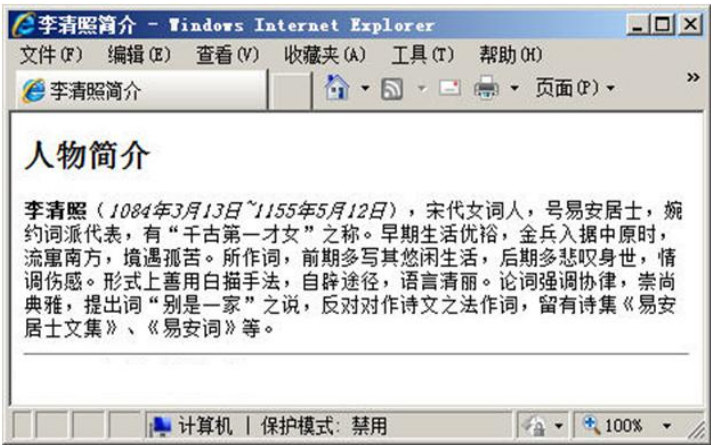 李清照简介 - Windows Internet Explorer
文件(F) 编辑(E) 查看(V) 收藏夹(A) 工具(T) 帮助(H)
李清照简介 页面(P) »
人物简介
李清照（1084年3月13日~1155年5月12日），宋代女词人，号易安居士，婉
约词派代表，有“千古第一才女”之称。早期生活优裕，金兵入据中原时，
流寓南方，境遇孤苦。所作词，前期多写其悠闲生活，后期多悲叹身世，情
调伤感。形式上善用白描手法，自辟途径，语言清丽。论词强调协律，崇尚
典雅，提出词“别是一家”之说，反对对作诗文之法作词，留有诗集《易安
居士文集》、《易安词》等。
计算机 | 保护模式: 禁用 100%